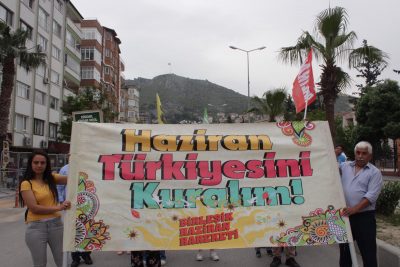 Haziran
Türkiyesini
Kuralım!
BİRLEŞİK
HAZİRAN
HAREKETİ